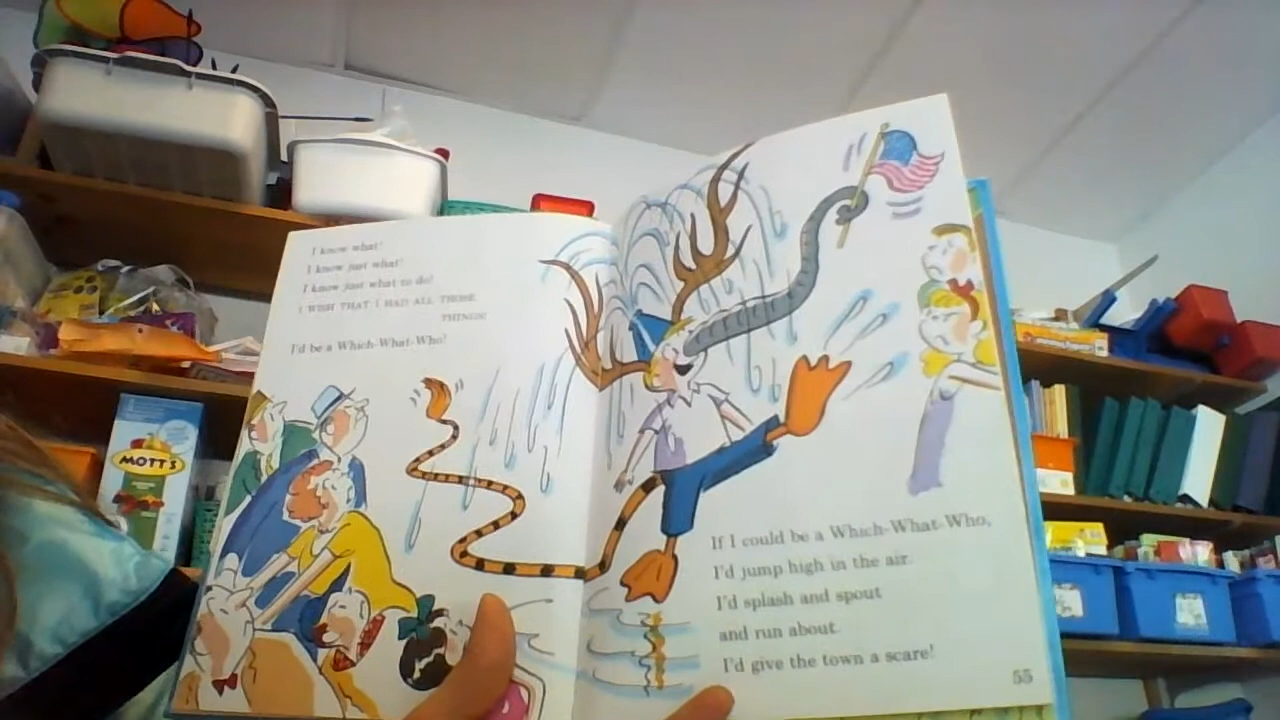 I know what!
I know just what!
I know just what to do!
I WISH THAT I HAD ALL THOSE
THINGS!
I'd be a Which-What-Who!
If I could be a Which-What-Who,
I'd jump high in the air.
I'd splash and spout
and run about.
I'd give the town a scare!
55
MOTT'S